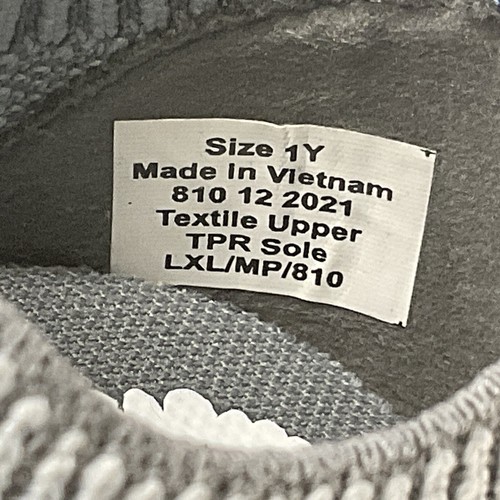 Size 1Y
Made In Vietnam
810 12 2021
Textile Upper
TPR Sole
LXL/MP/810